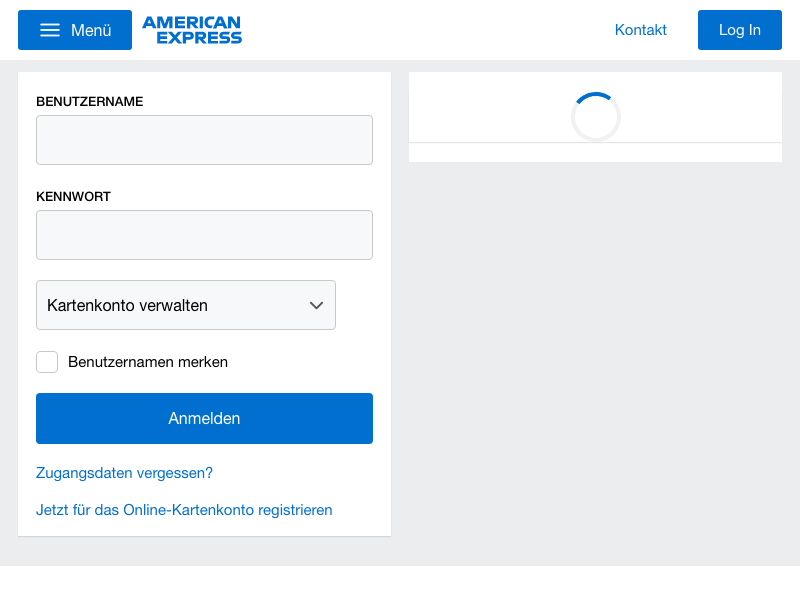 Menü
AMERICAN
EXPRESS
Kontakt
Log In
BENUTZERNAME
KENNWORT
Kartenkonto verwalten
Benutzernamen merken
Anmelden
Zugangsdaten vergessen?
Jetzt für das Online-Kartenkonto registrieren